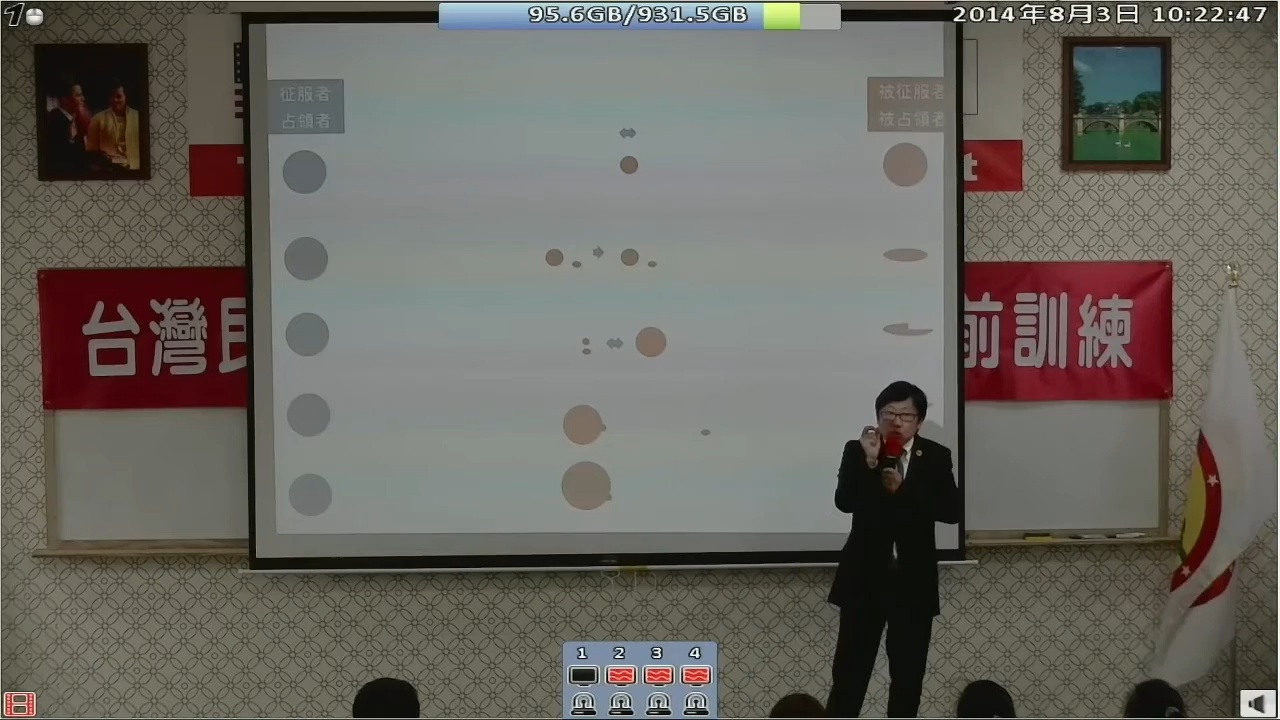 1
95.6GB/931.5GB
2014年8月3日 10:22:47
征服者
占領者
被征服者
被占領者
t
台灣民
前訓練
1 2 3 4